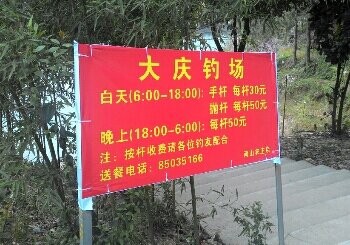 大庆钓场
白天(6:00-18:00): 手杆 每杆30元
抛杆 每杆50元
晚上(18:00-6:00): 每杆50元
注: 按杆收费请各位钓友配合
送餐电话: 85035166